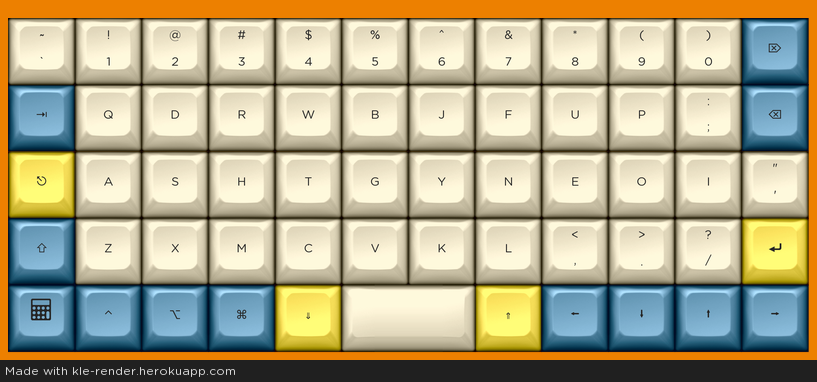 ~ ! @ # $ % ^ & * ( ) ⌦
` 1 2 3 4 5 6 7 8 9 0
⇥ Q D R W B J F U P : ⌫
;
⎋ A S H T G Y N E O I "
'
⇧ Z X M C V K L < > ? ↵
, . /
^ ⌥ ⌘ ⇓ ⇑ ← ↓ ↑ →
Made with kle-render.herokuapp.com